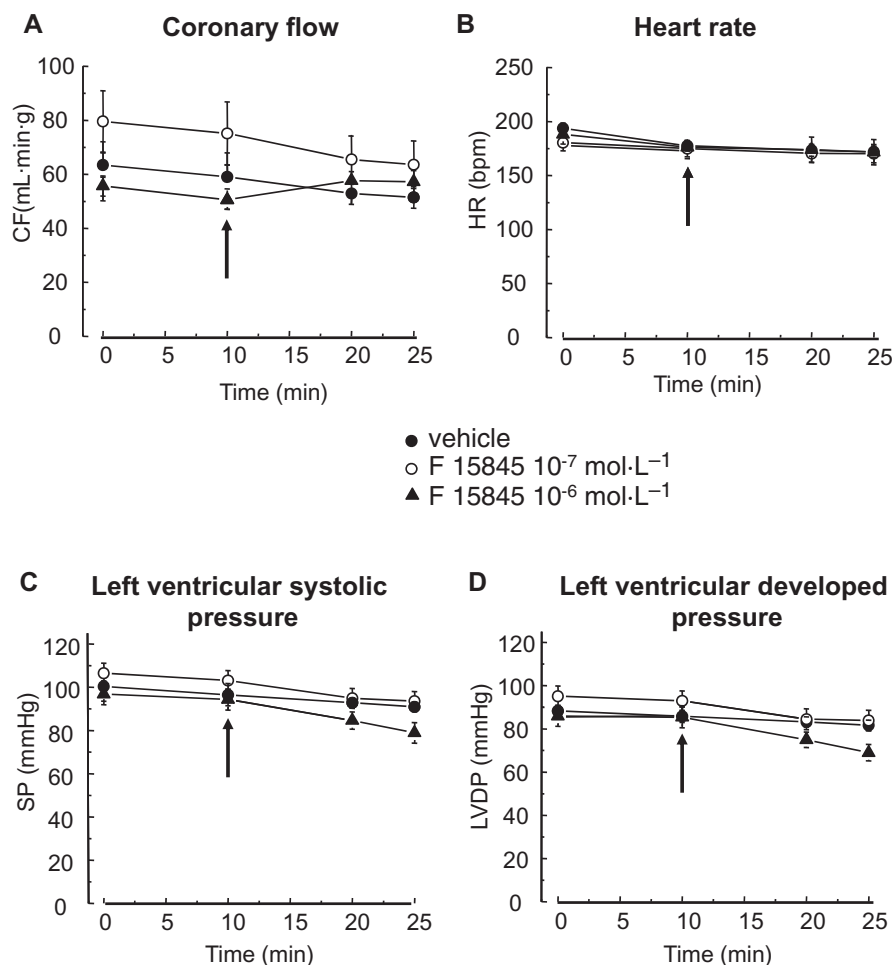 A Coronary flow
CF(mL·min·g)
100
80
60
40
20
0
0 5 10 15 20 25
Time (min)
B Heart rate
HR (bpm)
250
200
150
100
50
0
0 5 10 15 20 25
Time (min)
vehicle
F 15845 10⁻⁷ mol·L⁻¹
F 15845 10⁻⁶ mol·L⁻¹
C Left ventricular systolic
pressure
SP (mmHg)
120
100
80
60
40
20
0
0 5 10 15 20 25
Time (min)
D Left ventricular developed
pressure
LVDP (mmHg)
120
100
80
60
40
20
0
0 5 10 15 20 25
Time (min)